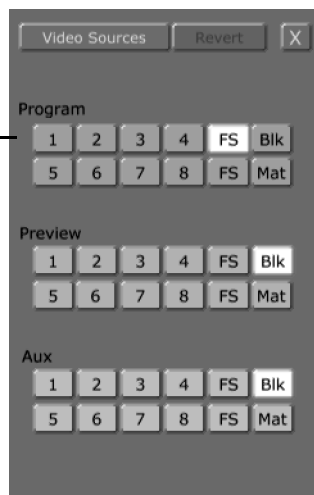 Video Sources Revert X
Program
1 2 3 4 FS Blk
5 6 7 8 FS Mat
Preview
1 2 3 4 FS Blk
5 6 7 8 FS Mat
Aux
1 2 3 4 FS Blk
5 6 7 8 FS Mat